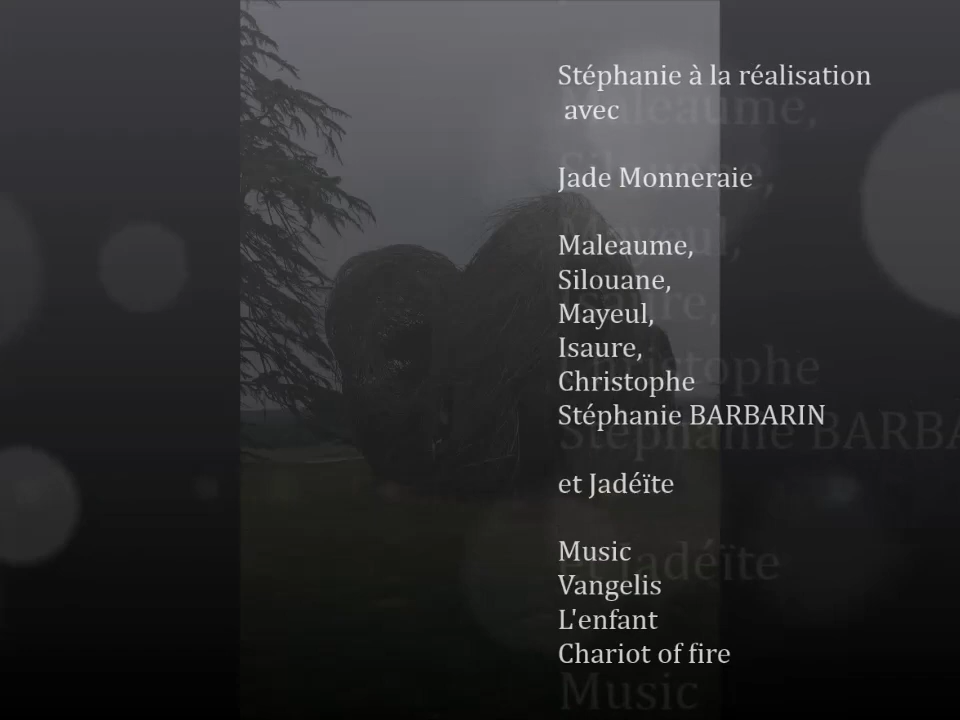 Stéphanie à la réalisation
avec
Jade Monneraie
Maleaume,
Silouane,
Mayeul,
Isaure,
Christophe
Stéphanie BARBARIN
et Jadéïte
Music
Vangelis
L'enfant
Chariot of fire